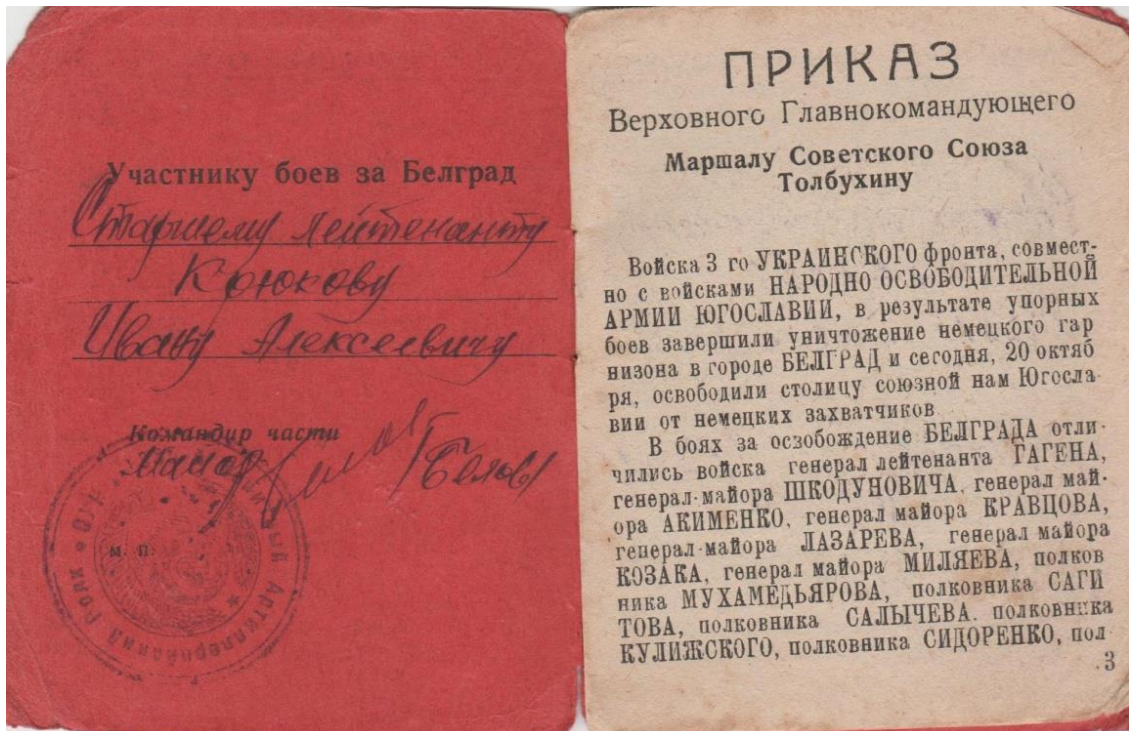 Участнику боев за Белград
Старшему лейтенанту
Крюкову
Ивану Алексеевичу
Командир части
Майор
/Белов/
М. П.
Артиллерийский Полк
ПРИКАЗ
Верховного Главнокомандующего
Маршалу Советского Союза
Толбухину
Войска 3 го УКРАИНСКОГО фронта, совмест-
но с войсками НАРОДНО ОСВОБОДИТЕЛЬНОЙ
АРМИИ ЮГОСЛАВИИ, в результате упорных
боев завершили уничтожение немецкого гар
низона в городе БЕЛГРАД и сегодня, 20 октяб
ря, освободили столицу союзной нам Югосла-
вии от немецких захватчиков
В боях за освобождение БЕЛГРАДА отли-
чились войска генерал лейтенанта ГАГЕНА,
генерал-майора ШКОДУНОВИЧА, генерал май-
ора АКИМЕНКО, генерал майора КРАВЦОВА,
генерал-майора ЛАЗАРЕВА, генерал майора
КОЗАКА, генерал майора МИЛЯЕВА, полков
ника МУХАМЕДЬЯРОВА, полковника САГИ
ТОВА, полковника САЛЫЧЕВА. полковника
КУЛИЖСКОГО, полковника СИДОРЕНКО, пол
3